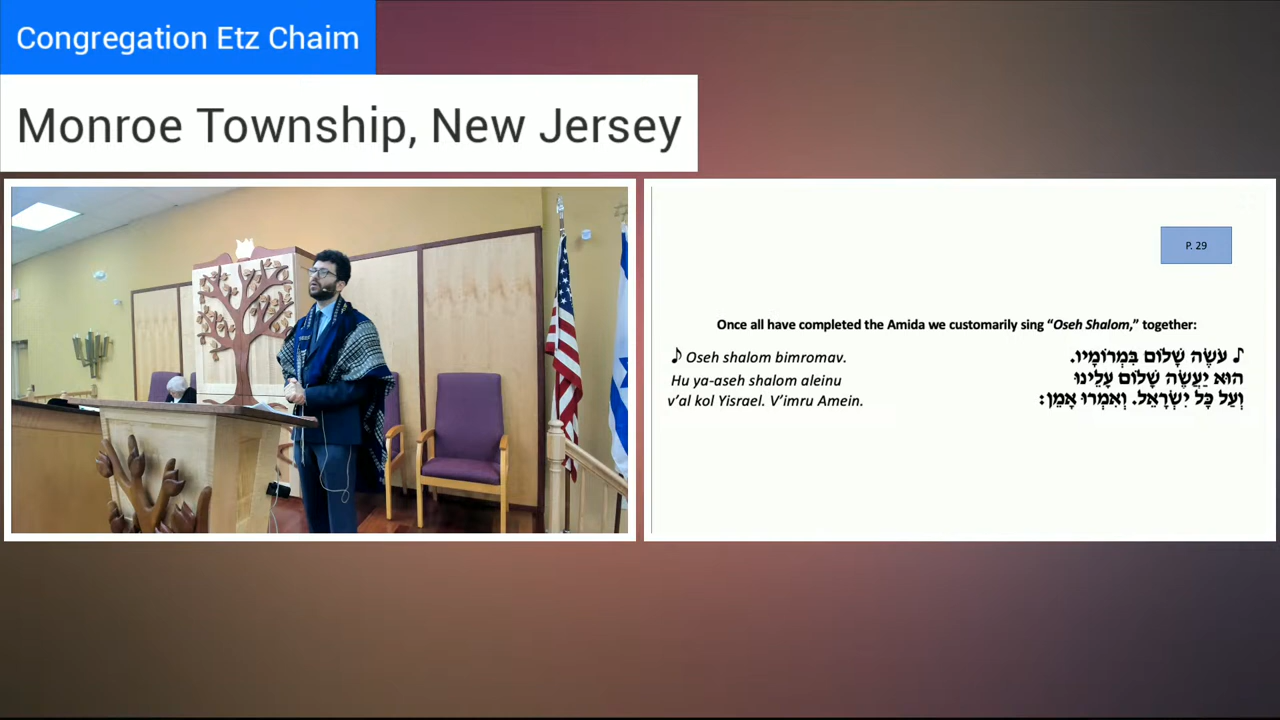 Congregation Etz Chaim
Monroe Township, New Jersey
P. 29
Once all have completed the Amida we customarily sing “Oseh Shalom,” together:
♪ Oseh shalom bimromav.
Hu ya-aseh shalom aleinu
v’al kol Yisrael. V’imru Amein.
♪ עֹשֶׂה שָׁלוֹם בִּמְרוֹמָיו.
הוּא יַעֲשֶׂה שָׁלוֹם עָלֵינוּ
וְעַל כָּל יִשְׂרָאֵל. וְאִמְרוּ אָמֵן: